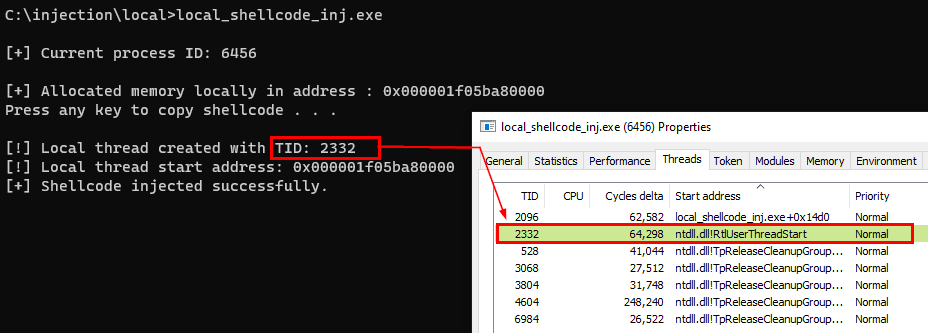 C:\injection\local>local_shellcode_inj.exe
[+] Current process ID: 6456
[+] Allocated memory locally in address : 0x000001f05ba80000
Press any key to copy shellcode . . .
[!] Local thread created with TID: 2332
[!] Local thread start address: 0x000001f05ba80000
[+] Shellcode injected successfully.
local_shellcode_inj.exe (6456) Properties
General Statistics Performance Threads Token Modules Memory Environment
TID CPU Cycles delta Start address Priority
2096 62,582 local_shellcode_inj.exe+0x14d0 Normal
2332 64,298 ntdll.dll!RtlUserThreadStart Normal
528 41,044 ntdll.dll!TpReleaseCleanupGroup... Normal
3068 27,512 ntdll.dll!TpReleaseCleanupGroup... Normal
3804 31,748 ntdll.dll!TpReleaseCleanupGroup... Normal
4604 248,240 ntdll.dll!TpReleaseCleanupGroup... Normal
6984 26,522 ntdll.dll!TpReleaseCleanupGroup... Normal